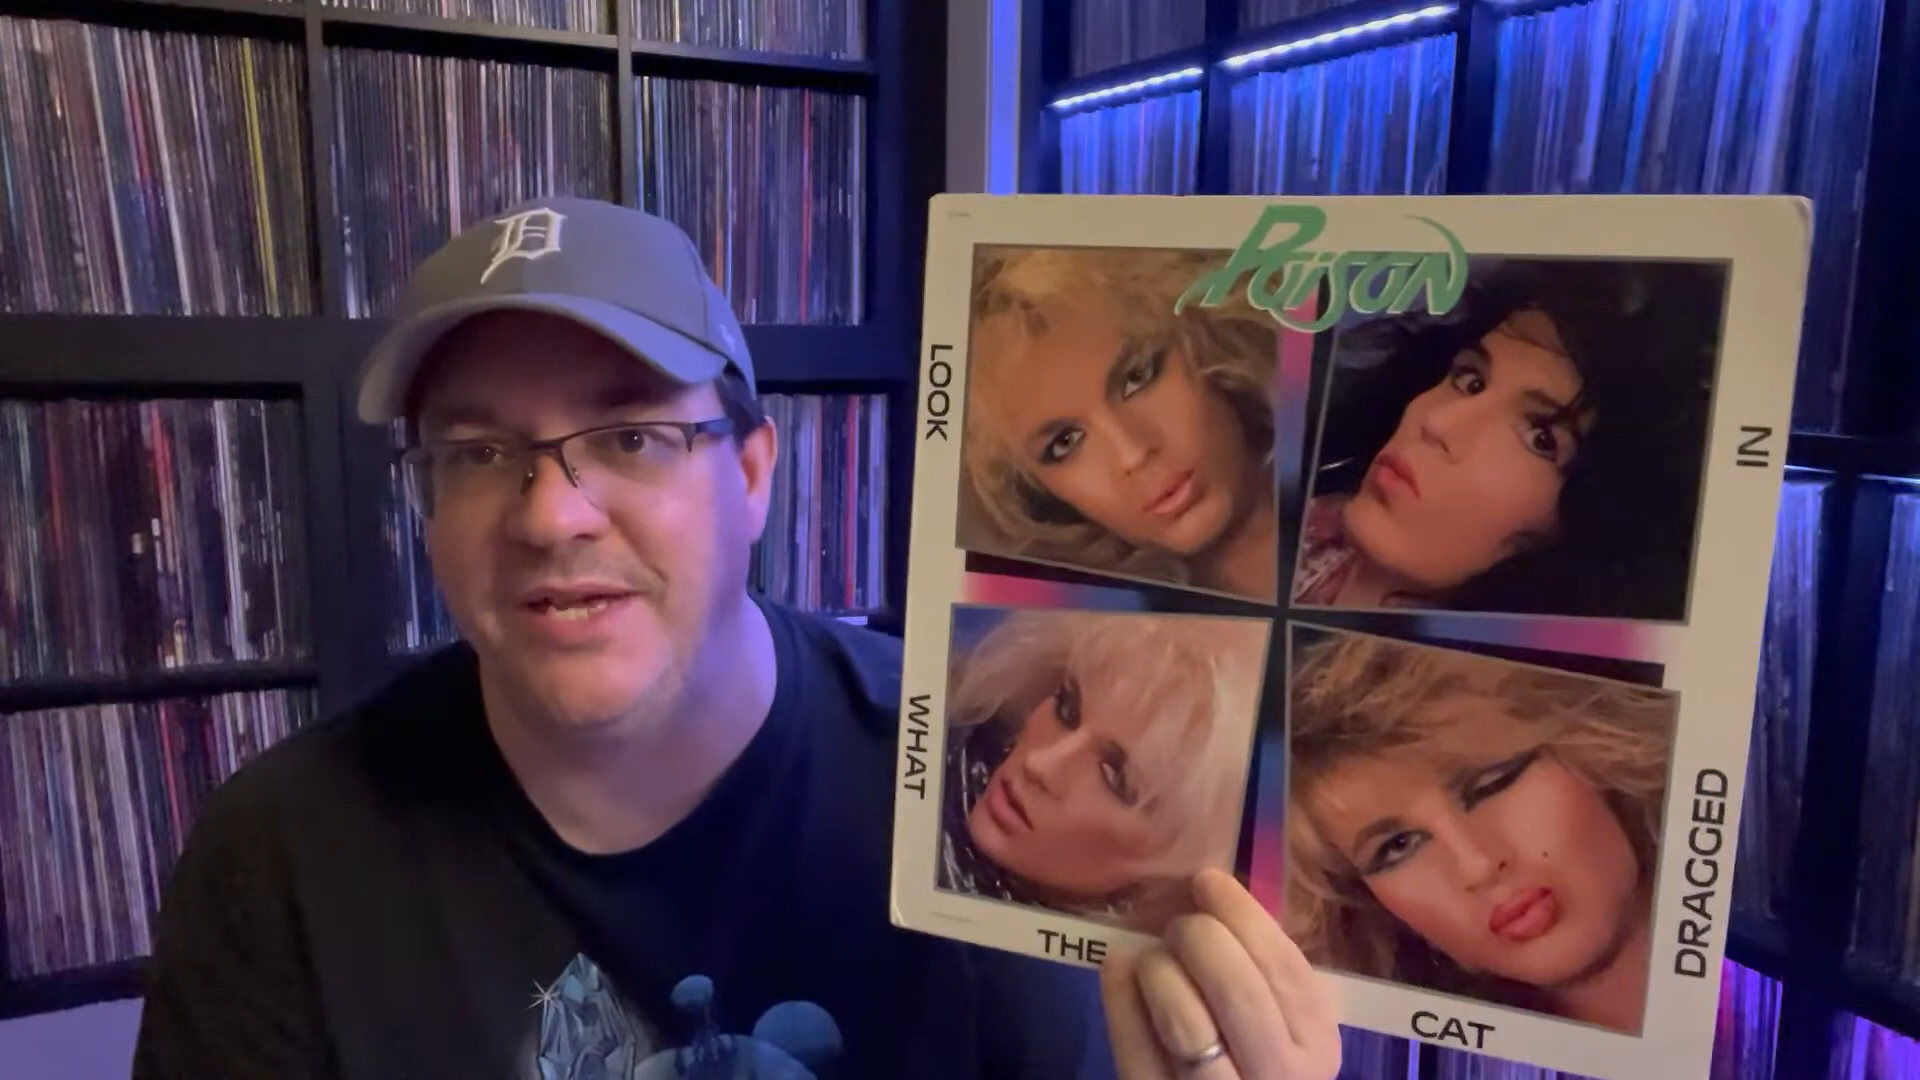 D
Poison
LOOK
WHAT
THE
CAT
DRAGGED
IN